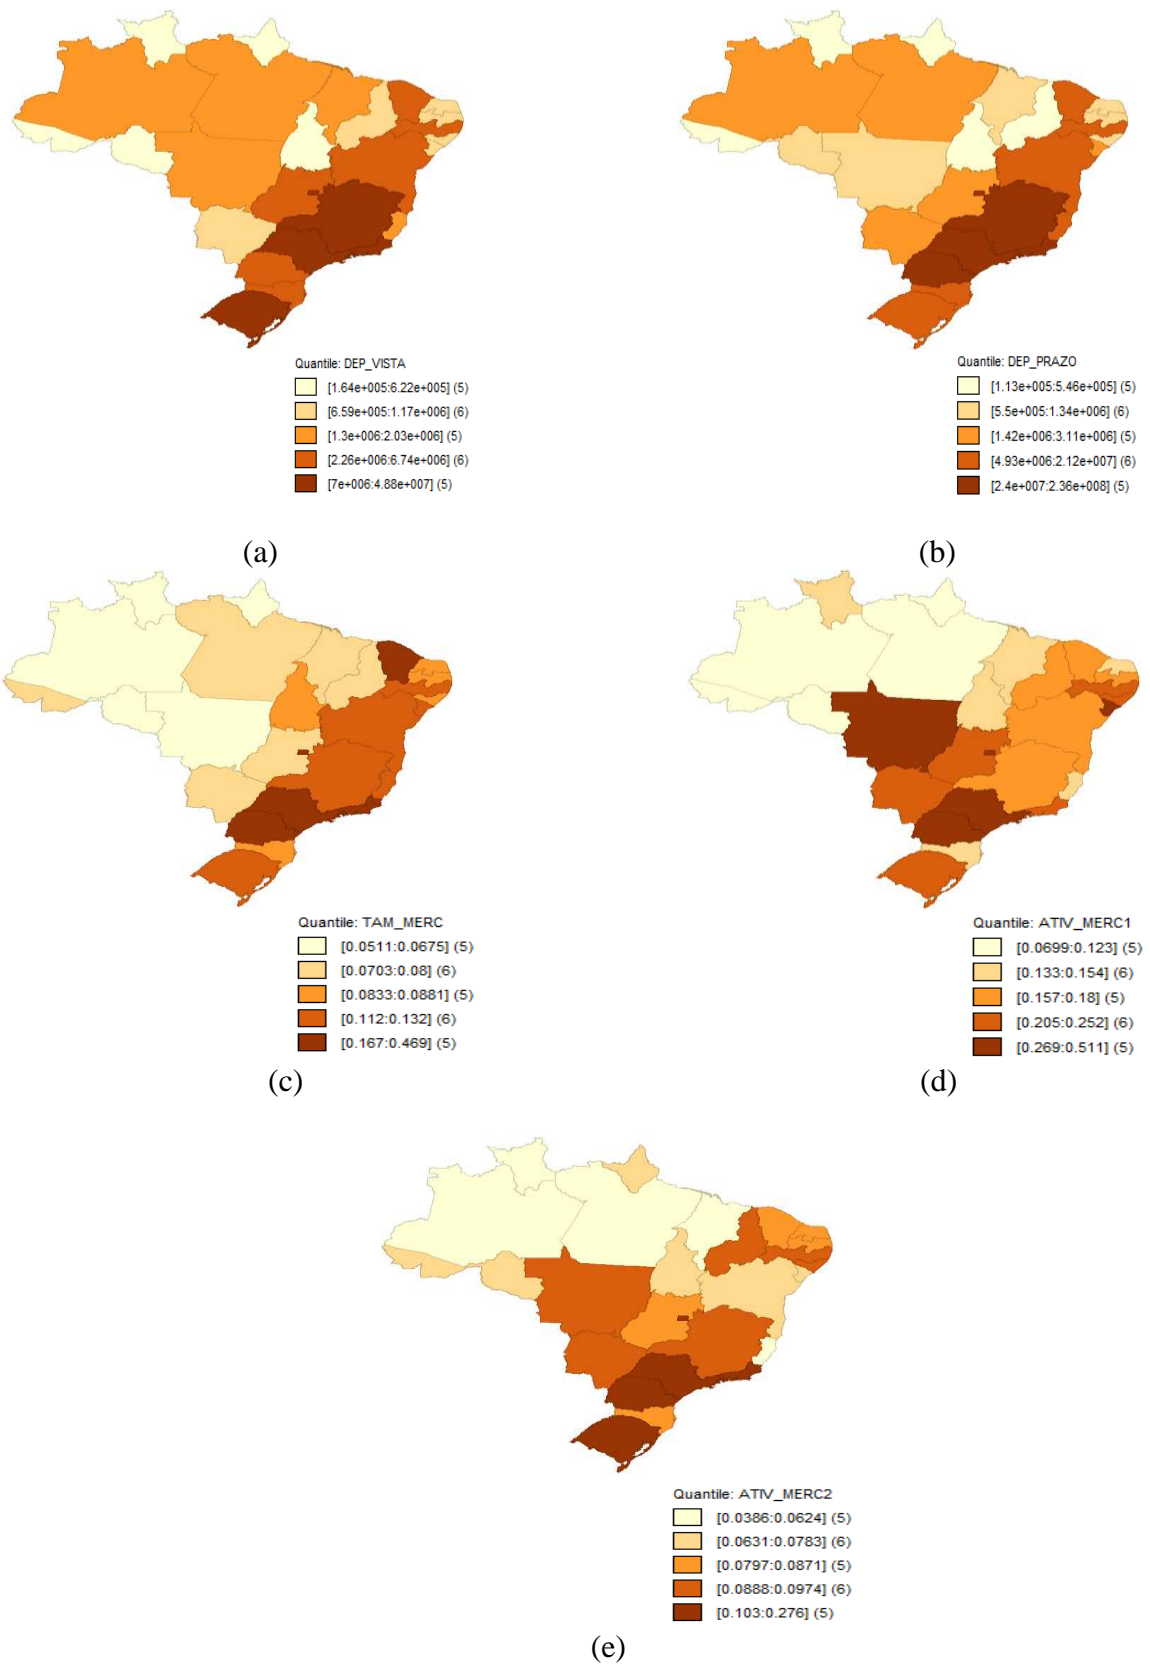 Quantile: DEP_VISTA
[1.64e+005:6.22e+005] (5)
[6.59e+005:1.17e+006] (6)
[1.3e+006:2.03e+006] (5)
[2.26e+006:6.74e+006] (6)
[7e+006:4.88e+007] (5)
(a)
Quantile: DEP_PRAZO
[1.13e+005:5.46e+005] (5)
[5.5e+005:1.34e+006] (6)
[1.42e+006:3.11e+006] (5)
[4.93e+006:2.12e+007] (6)
[2.4e+007:2.36e+008] (5)
(b)
Quantile: TAM_MERC
[0.0511:0.0675] (5)
[0.0703:0.08] (6)
[0.0833:0.0881] (5)
[0.112:0.132] (6)
[0.167:0.469] (5)
(c)
Quantile: ATIV_MERC1
[0.0699:0.123] (5)
[0.133:0.154] (6)
[0.157:0.18] (5)
[0.205:0.252] (6)
[0.269:0.511] (5)
(d)
Quantile: ATIV_MERC2
[0.0386:0.0624] (5)
[0.0631:0.0783] (6)
[0.0797:0.0871] (5)
[0.0888:0.0974] (6)
[0.103:0.276] (5)
(e)